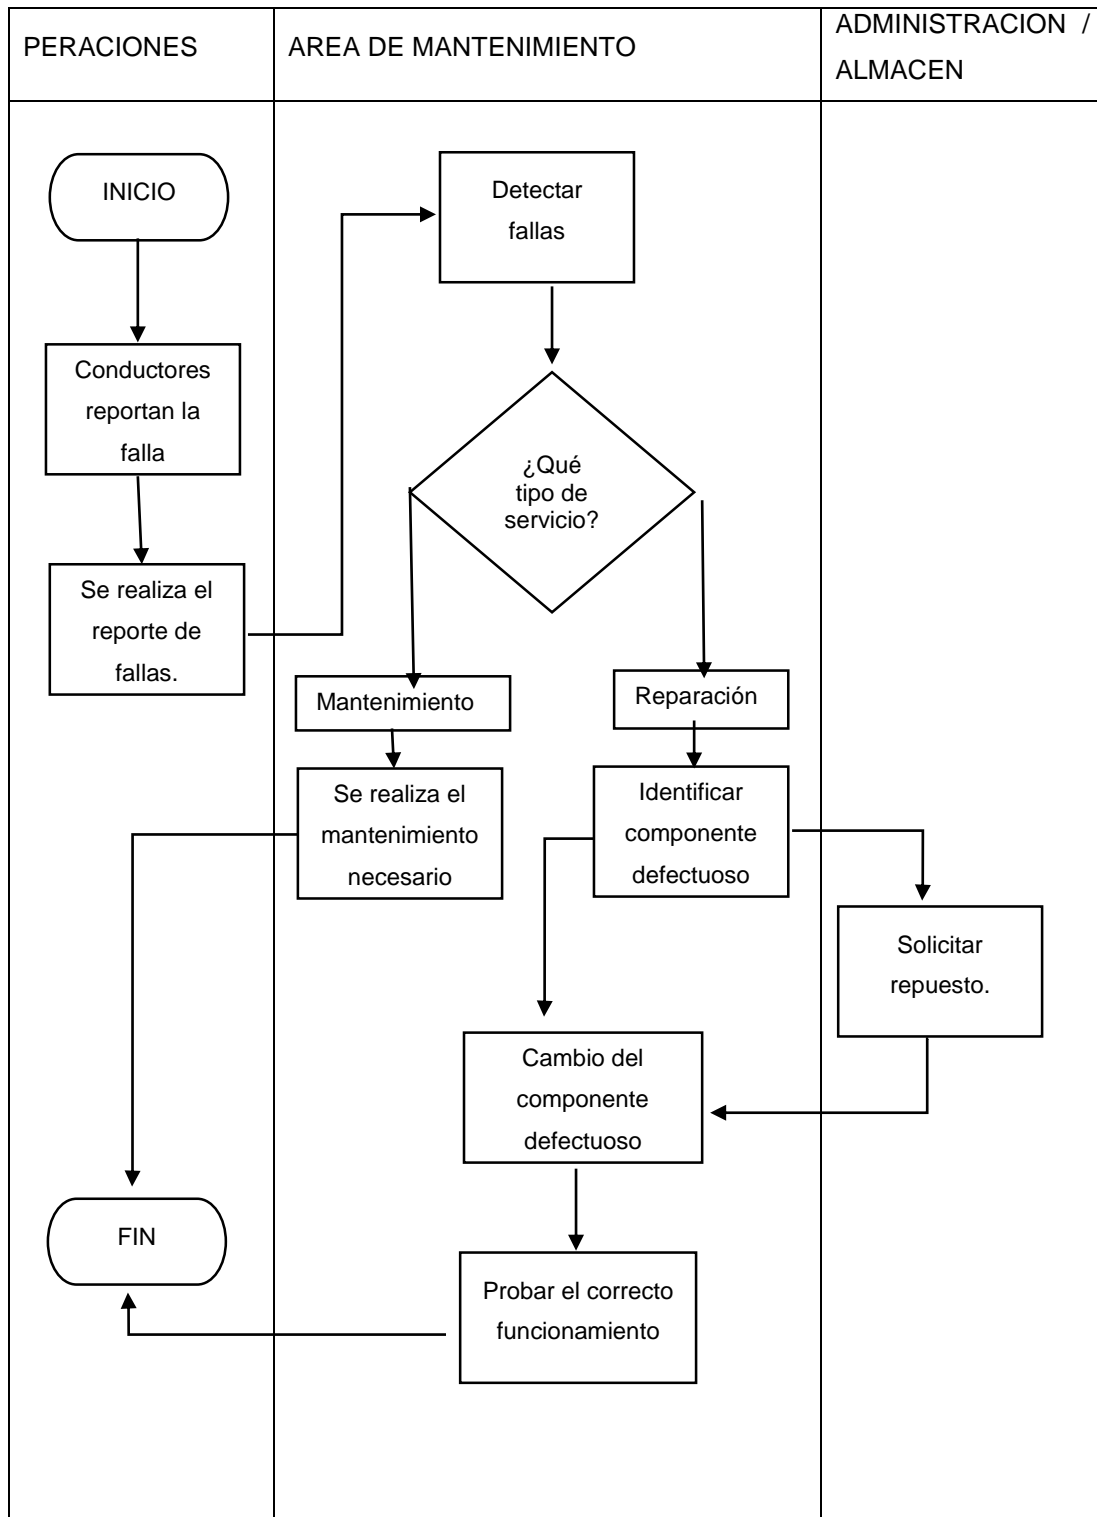 PERACIONES
AREA DE MANTENIMIENTO
ADMINISTRACION /
ALMACEN
INICIO
Conductores
reportan la
falla
Se realiza el
reporte de
fallas.
Detectar
fallas
¿Qué
tipo de
servicio?
Mantenimiento
Reparación
Se realiza el
mantenimiento
necesario
Identificar
componente
defectuoso
Solicitar
repuesto.
Cambio del
componente
defectuoso
FIN
Probar el correcto
funcionamiento